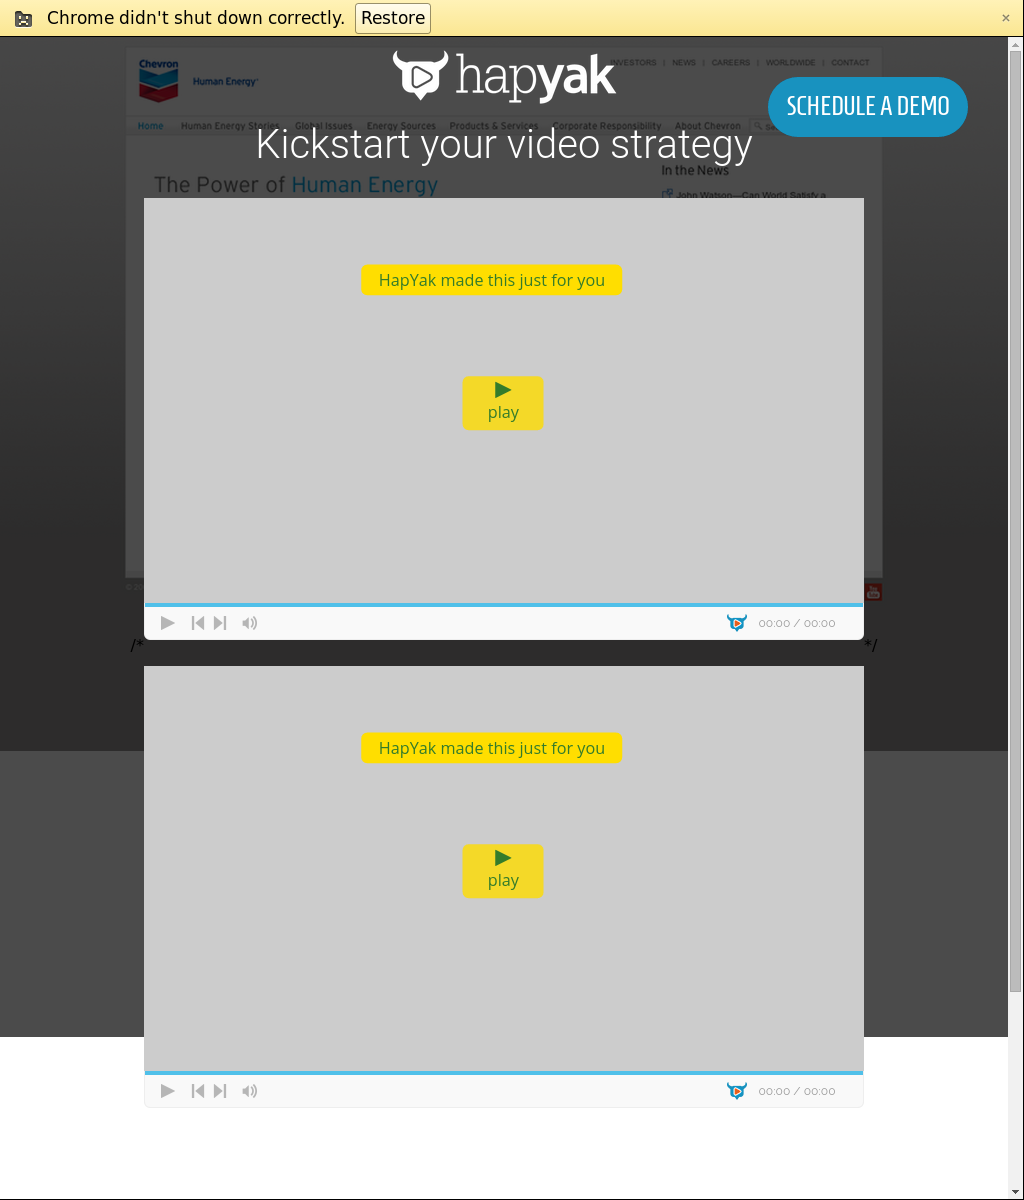 Chrome didn't shut down correctly. Restore
Chevron
Human Energy
INVESTORS | NEWS | CAREERS | WORLDWIDE | CONTACT
hapyak
SCHEDULE A DEMO
Home Human Energy Stories Global Issues Energy Sources Products & Services Corporate Responsibility About Chevron
Kickstart your video strategy
The Power of Human Energy
In the News
John Watson—Can World Satisfy a
HapYak made this just for you
play
00:00 / 00:00
/* */
HapYak made this just for you
play
00:00 / 00:00